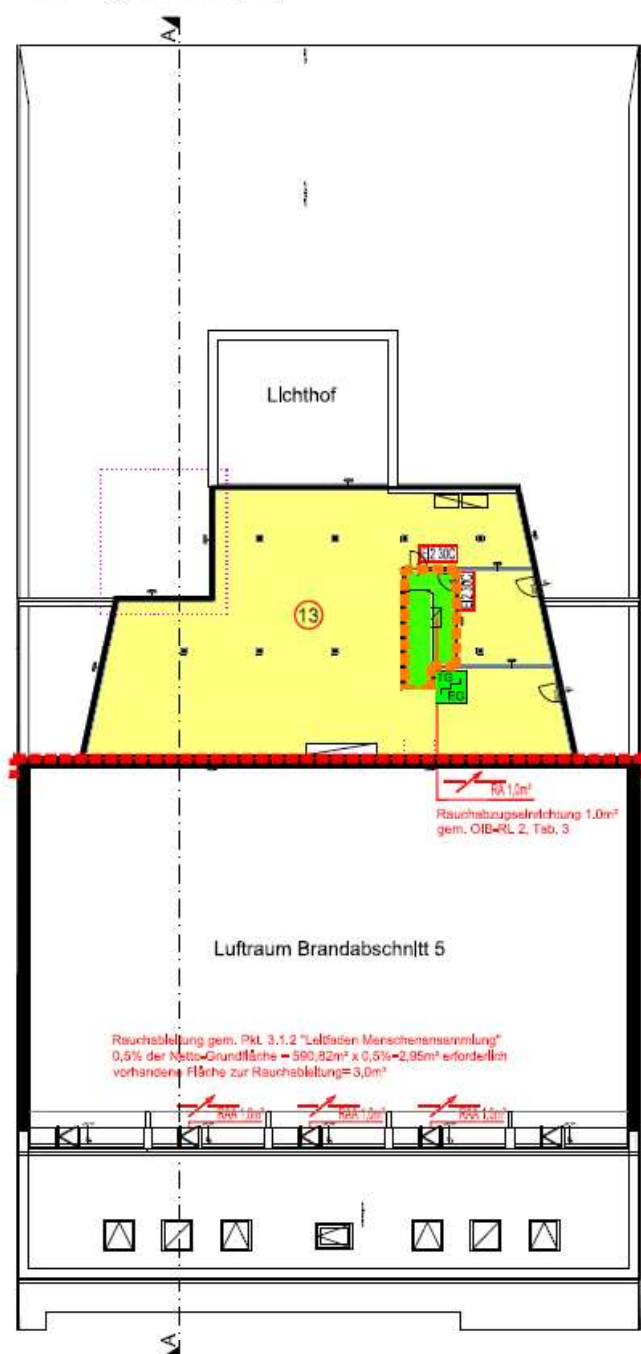 A
Lichthof
EI2 30C
EI2 30C
13
TG
EG
RA 1,0m²
Rauchabzugseinrichtung 1.0m²
gem. OIB-RL 2, Tab. 3
Luftraum Brandabschnitt 5
Rauchableitung gem. Pkt. 3.1.2 "Leitfaden Menschenansammlung"
0,5% der Netto-Grundfläche = 590,82m² x 0,5%=2,95m² erforderlich
vorhandene Fläche zur Rauchableitung= 3,0m²
RAA 1,0m² RAA 1,0m² RAA 1,0m²
A